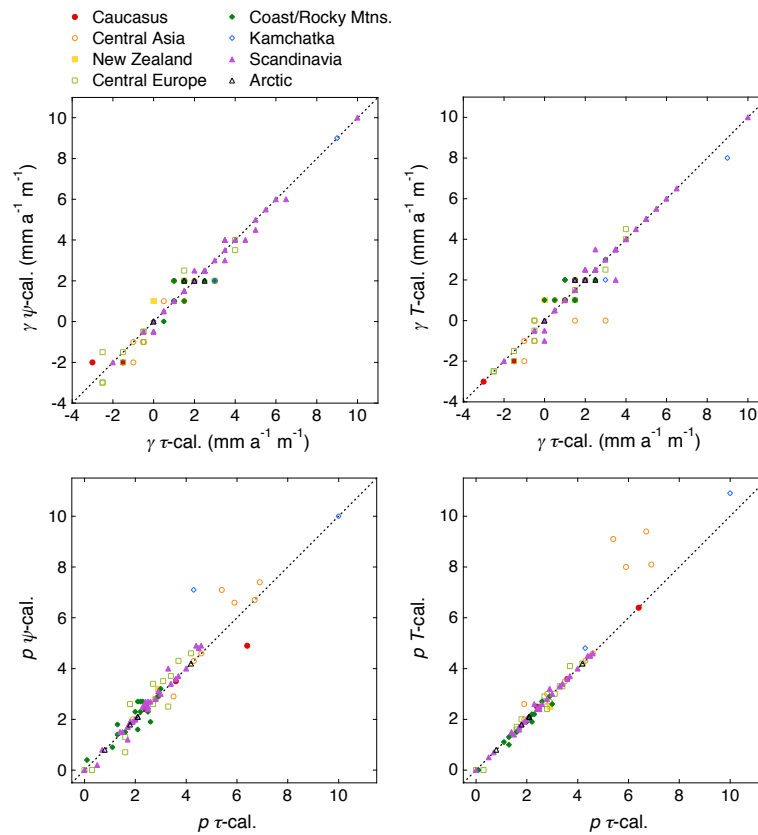 Caucasus
Central Asia
New Zealand
Central Europe
Coast/Rocky Mtns.
Kamchatka
Scandinavia
Arctic
10
8
6
4
2
0
-2
-4
γ ψ-cal. (mm a⁻¹ m⁻¹)
-4 -2 0 2 4 6 8 10
γ τ-cal. (mm a⁻¹ m⁻¹)
10
8
6
4
2
0
-2
-4
γ T-cal. (mm a⁻¹ m⁻¹)
-4 -2 0 2 4 6 8 10
γ τ-cal. (mm a⁻¹ m⁻¹)
10
8
6
4
2
0
p ψ-cal.
0 2 4 6 8 10
p τ-cal.
10
8
6
4
2
0
p T-cal.
0 2 4 6 8 10
p τ-cal.